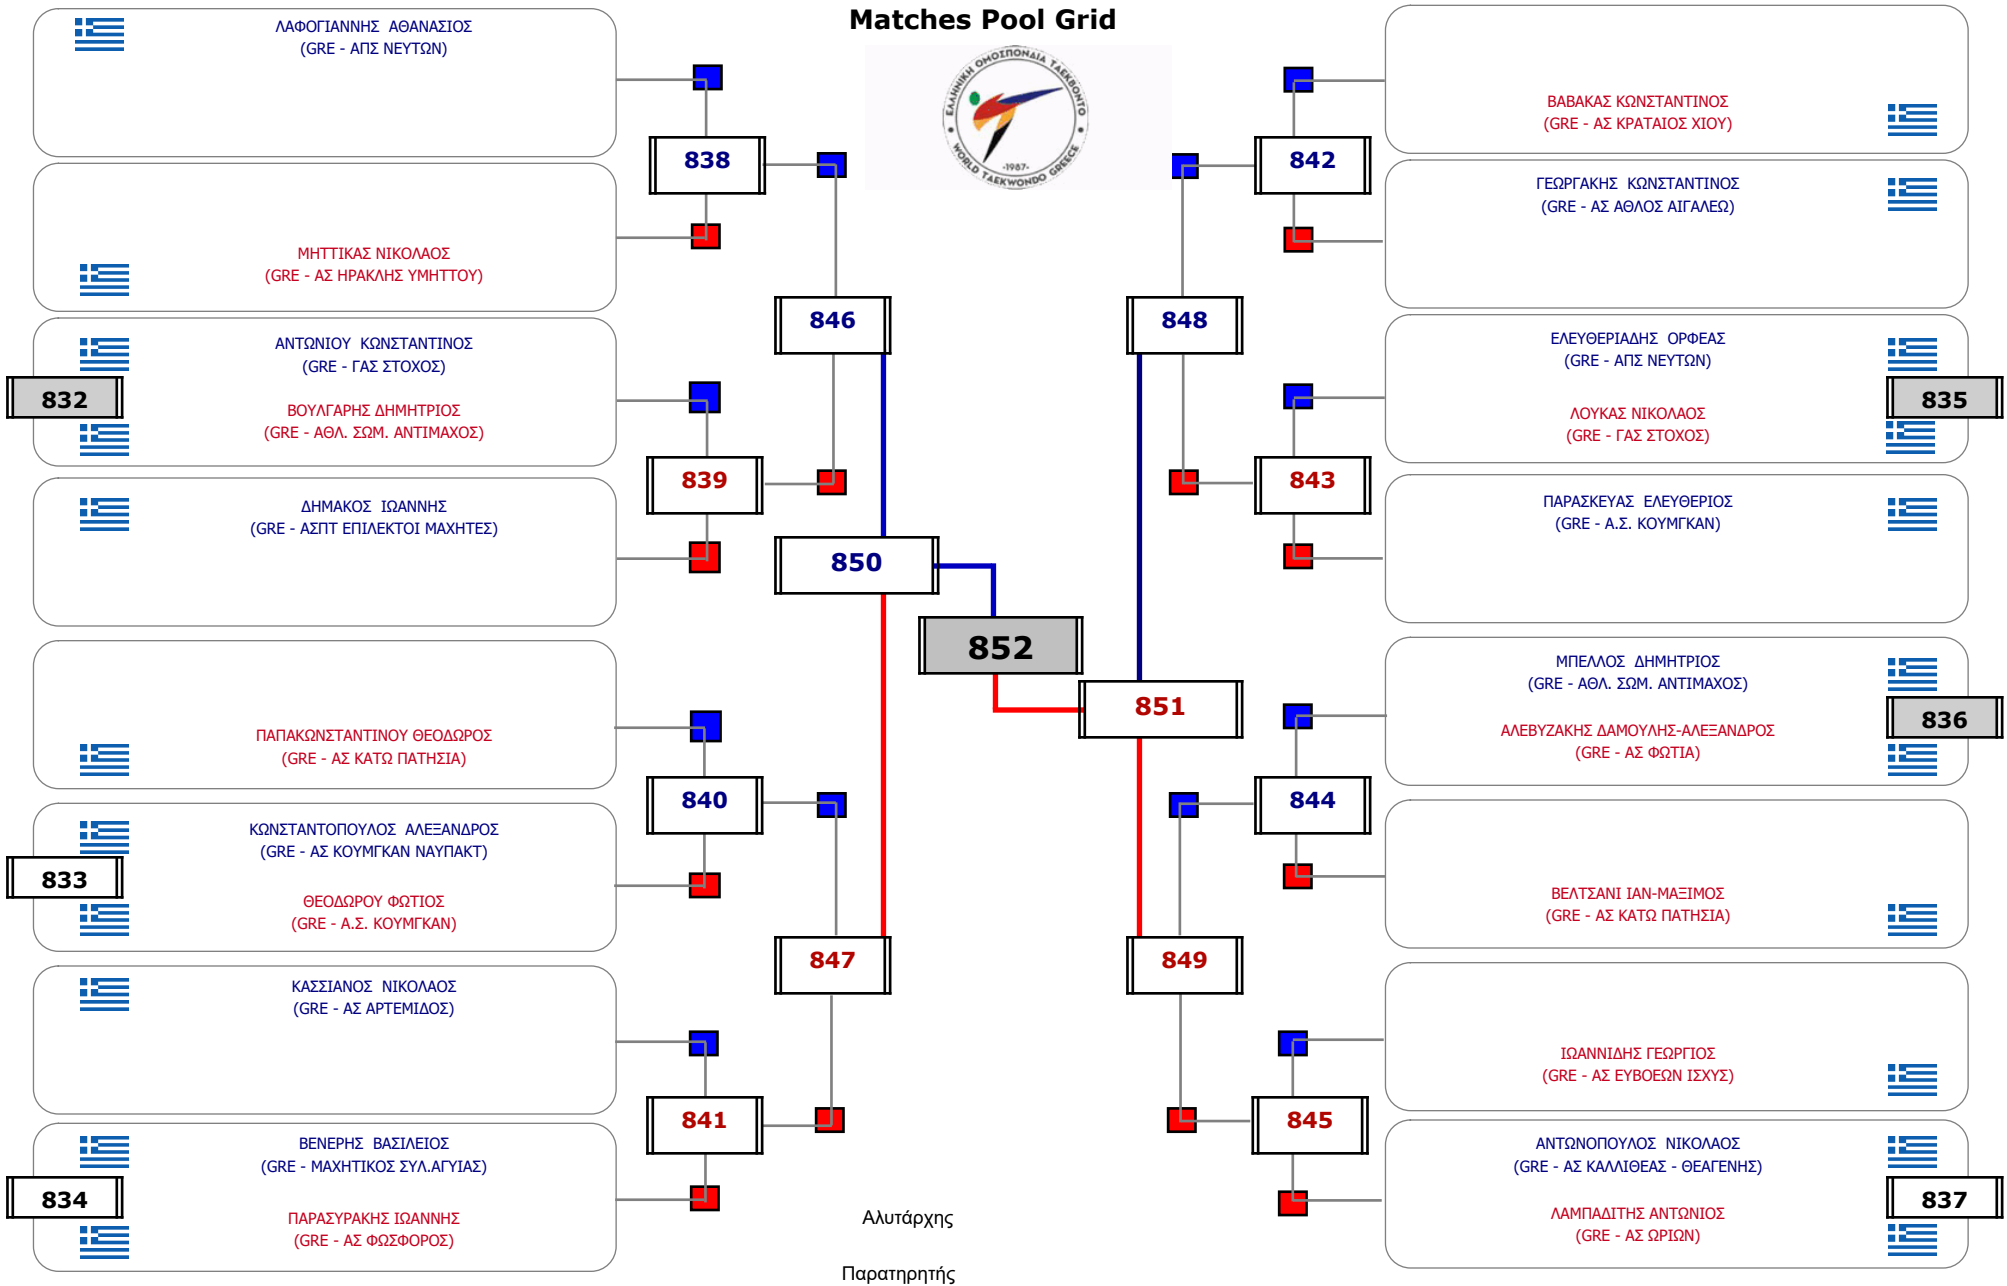 Matches Pool Grid
ΕΛΛΗΝΙΚΗ ΟΜΟΣΠΟΝΔΙΑ ΤΑΕΚΒΟΝΤΟ
-1987-
WORLD TAEKWONDO GREECE
ΛΑΦΟΓΙΑΝΝΗΣ ΑΘΑΝΑΣΙΟΣ
(GRE - ΑΠΣ ΝΕΥΤΩΝ)
838
ΜΗΤΤΙΚΑΣ ΝΙΚΟΛΑΟΣ
(GRE - ΑΣ ΗΡΑΚΛΗΣ ΥΜΗΤΤΟΥ)
846
ΑΝΤΩΝΙΟΥ ΚΩΝΣΤΑΝΤΙΝΟΣ
(GRE - ΓΑΣ ΣΤΟΧΟΣ)
832
ΒΟΥΛΓΑΡΗΣ ΔΗΜΗΤΡΙΟΣ
(GRE - ΑΘΛ. ΣΩΜ. ΑΝΤΙΜΑΧΟΣ)
839
ΔΗΜΑΚΟΣ ΙΩΑΝΝΗΣ
(GRE - ΑΣΠΤ ΕΠΙΛΕΚΤΟΙ ΜΑΧΗΤΕΣ)
850
852
ΠΑΠΑΚΩΝΣΤΑΝΤΙΝΟΥ ΘΕΟΔΩΡΟΣ
(GRE - ΑΣ ΚΑΤΩ ΠΑΤΗΣΙΑ)
840
ΚΩΝΣΤΑΝΤΟΠΟΥΛΟΣ ΑΛΕΞΑΝΔΡΟΣ
(GRE - ΑΣ ΚΟΥΜΓΚΑΝ ΝΑΥΠΑΚΤ)
833
ΘΕΟΔΩΡΟΥ ΦΩΤΙΟΣ
(GRE - Α.Σ. ΚΟΥΜΓΚΑΝ)
847
ΚΑΣΣΙΑΝΟΣ ΝΙΚΟΛΑΟΣ
(GRE - ΑΣ ΑΡΤΕΜΙΔΟΣ)
841
ΒΕΝΕΡΗΣ ΒΑΣΙΛΕΙΟΣ
(GRE - ΜΑΧΗΤΙΚΟΣ ΣΥΛ.ΑΓΥΙΑΣ)
834
ΠΑΡΑΣΥΡΑΚΗΣ ΙΩΑΝΝΗΣ
(GRE - ΑΣ ΦΩΣΦΟΡΟΣ)
ΒΑΒΑΚΑΣ ΚΩΝΣΤΑΝΤΙΝΟΣ
(GRE - ΑΣ ΚΡΑΤΑΙΟΣ ΧΙΟΥ)
842
ΓΕΩΡΓΑΚΗΣ ΚΩΝΣΤΑΝΤΙΝΟΣ
(GRE - ΑΣ ΑΘΛΟΣ ΑΙΓΑΛΕΩ)
848
ΕΛΕΥΘΕΡΙΑΔΗΣ ΟΡΦΕΑΣ
(GRE - ΑΠΣ ΝΕΥΤΩΝ)
835
ΛΟΥΚΑΣ ΝΙΚΟΛΑΟΣ
(GRE - ΓΑΣ ΣΤΟΧΟΣ)
843
ΠΑΡΑΣΚΕΥΑΣ ΕΛΕΥΘΕΡΙΟΣ
(GRE - Α.Σ. ΚΟΥΜΓΚΑΝ)
851
ΜΠΕΛΛΟΣ ΔΗΜΗΤΡΙΟΣ
(GRE - ΑΘΛ. ΣΩΜ. ΑΝΤΙΜΑΧΟΣ)
836
ΑΛΕΒΥΖΑΚΗΣ ΔΑΜΟΥΛΗΣ-ΑΛΕΞΑΝΔΡΟΣ
(GRE - ΑΣ ΦΩΤΙΑ)
844
ΒΕΛΤΣΑΝΙ ΙΑΝ-ΜΑΞΙΜΟΣ
(GRE - ΑΣ ΚΑΤΩ ΠΑΤΗΣΙΑ)
849
ΙΩΑΝΝΙΔΗΣ ΓΕΩΡΓΙΟΣ
(GRE - ΑΣ ΕΥΒΟΕΩΝ ΙΣΧΥΣ)
845
ΑΝΤΩΝΟΠΟΥΛΟΣ ΝΙΚΟΛΑΟΣ
(GRE - ΑΣ ΚΑΛΛΙΘΕΑΣ - ΘΕΑΓΕΝΗΣ)
837
ΛΑΜΠΑΔΙΤΗΣ ΑΝΤΩΝΙΟΣ
(GRE - ΑΣ ΩΡΙΩΝ)
Αλυτάρχης
Παρατηρητής